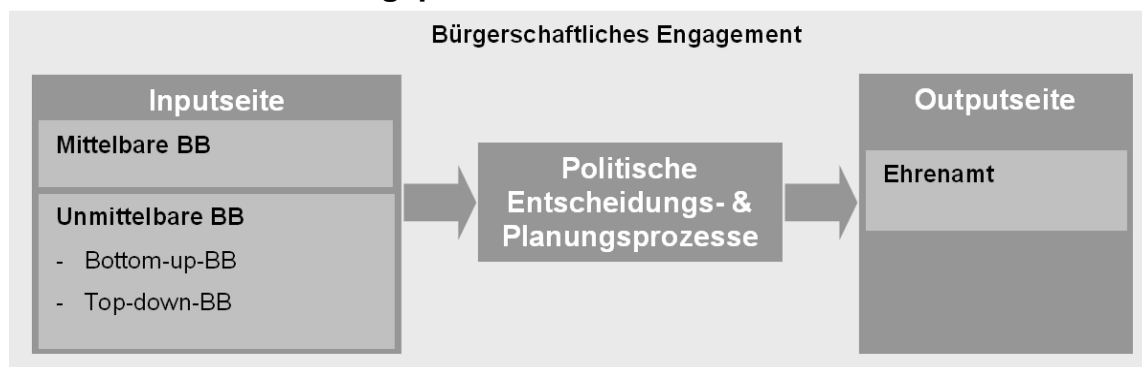 Bürgerschaftliches Engagement
Inputseite
Mittelbare BB
Unmittelbare BB
- Bottom-up-BB
- Top-down-BB
Politische
Entscheidungs- &
Planungsprozesse
Outputseite
Ehrenamt